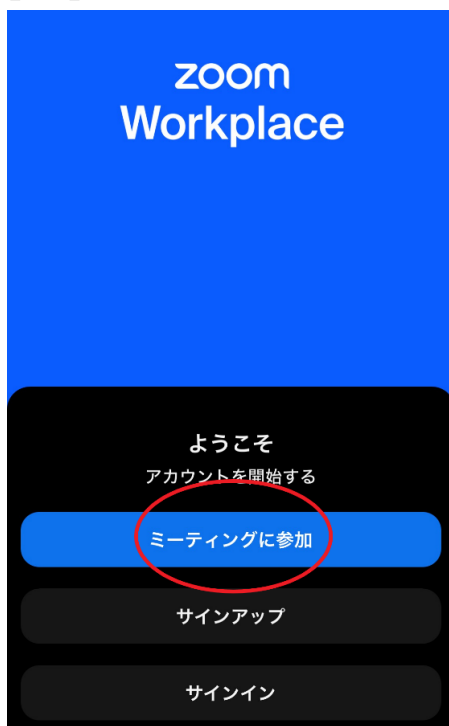 zoom
Workplace
ようこそ
アカウントを開始する
ミーティングに参加
サインアップ
サインイン